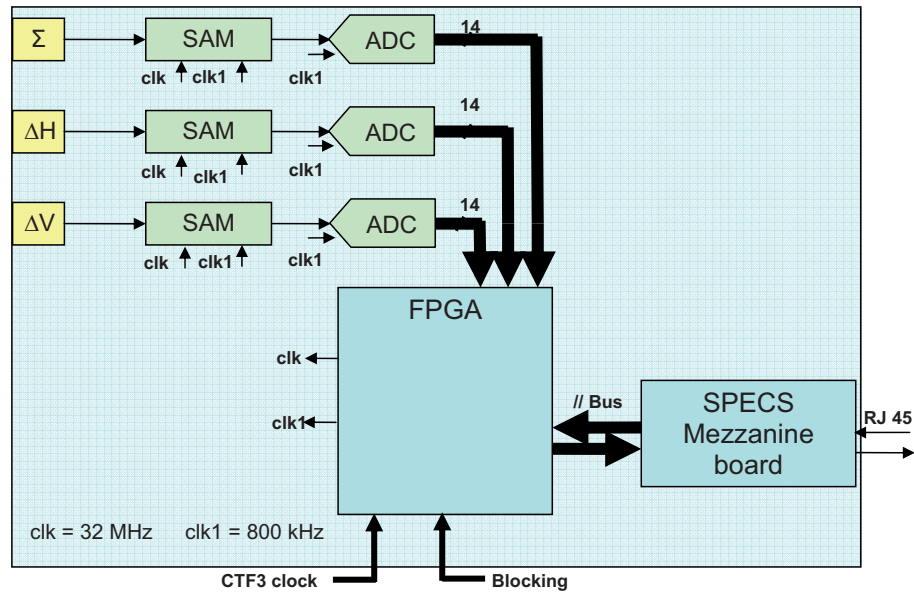 Σ
SAM
ADC
14
clk
clk1
clk1
ΔH
SAM
ADC
14
clk
clk1
clk1
ΔV
SAM
ADC
14
clk
clk1
clk1
FPGA
clk
clk1
// Bus
SPECS
Mezzanine
board
RJ 45
clk = 32 MHz
clk1 = 800 kHz
CTF3 clock
Blocking